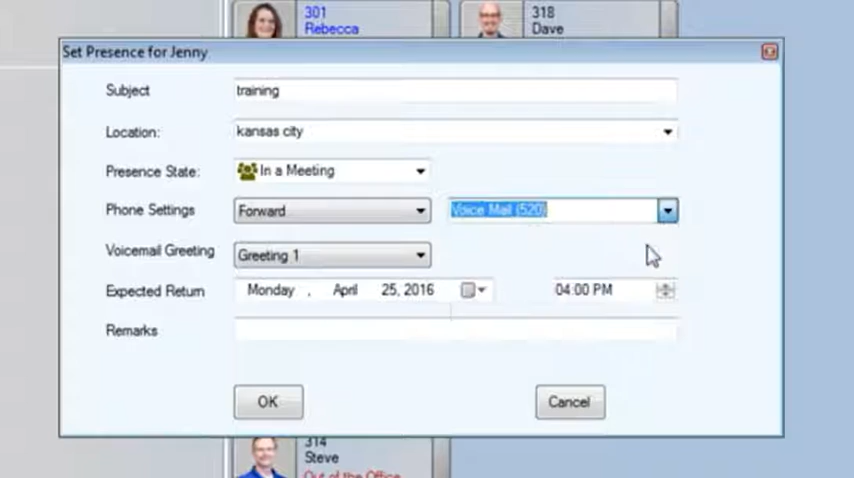 301
Rebecca
318
Dave
Set Presence for Jenny
Subject training
Location: kansas city
Presence State: In a Meeting
Phone Settings Forward Voice Mail (520)
Voicemail Greeting Greeting 1
Expected Return Monday , April 25, 2016 04:00 PM
Remarks
OK Cancel
314
Steve
Out of the Office